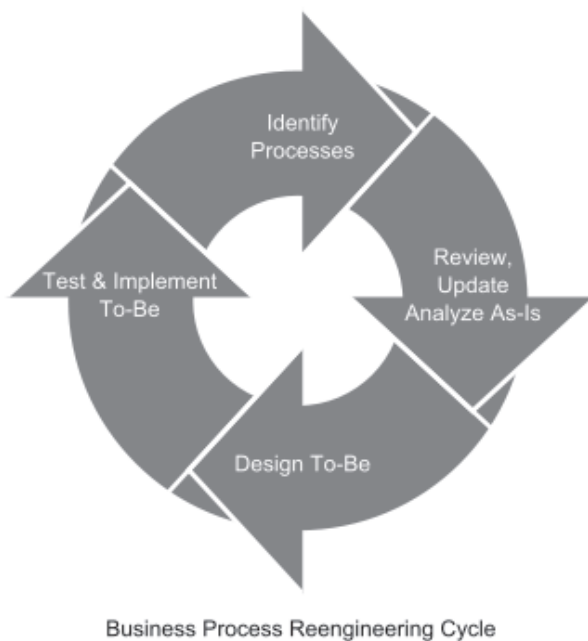 Identify
Processes
Review,
Update
Analyze As-Is
Design To-Be
Test & Implement
To-Be
Business Process Reengineering Cycle